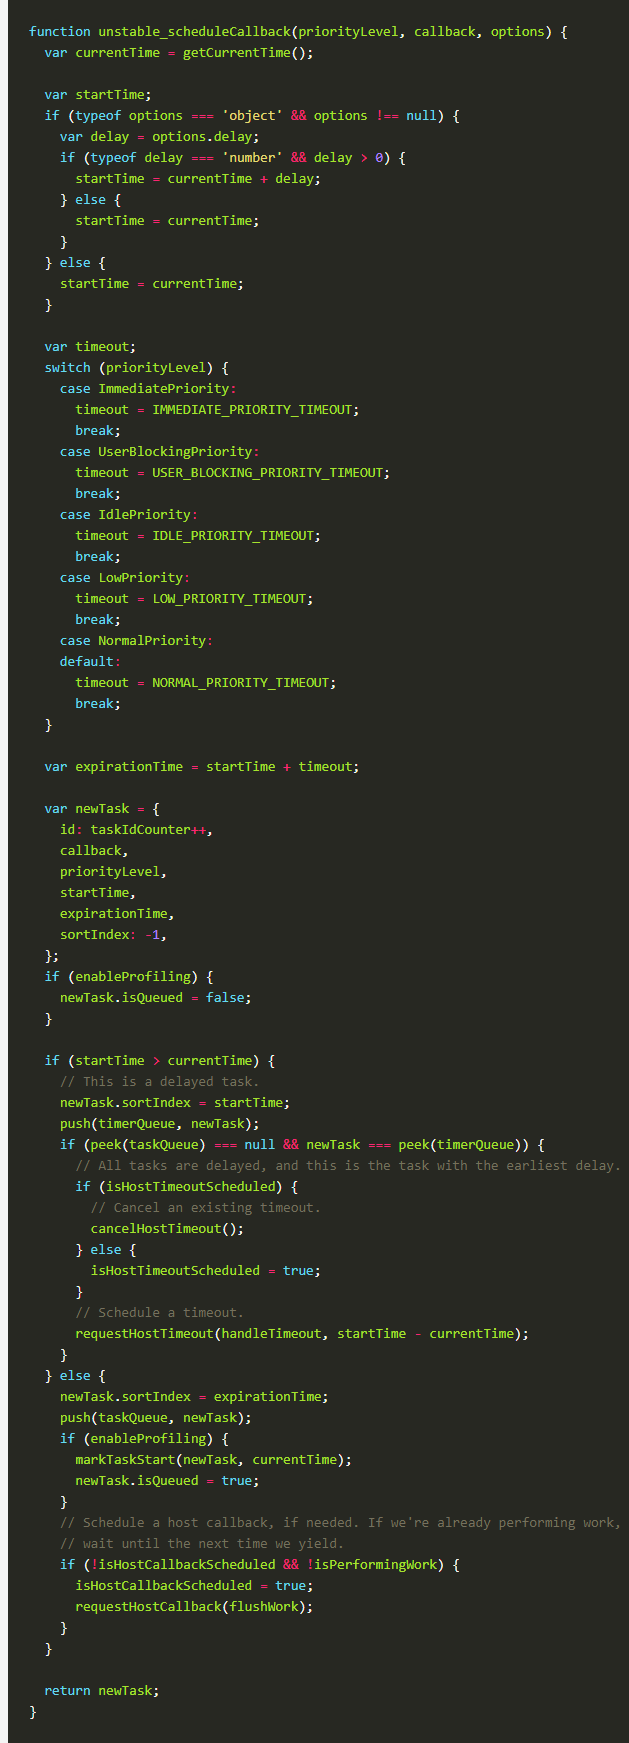 function unstable_scheduleCallback(priorityLevel, callback, options) {
  var currentTime = getCurrentTime();

  var startTime;
  if (typeof options === 'object' && options !== null) {
    var delay = options.delay;
    if (typeof delay === 'number' && delay > 0) {
      startTime = currentTime + delay;
    } else {
      startTime = currentTime;
    }
  } else {
    startTime = currentTime;
  }

  var timeout;
  switch (priorityLevel) {
    case ImmediatePriority:
      timeout = IMMEDIATE_PRIORITY_TIMEOUT;
      break;
    case UserBlockingPriority:
      timeout = USER_BLOCKING_PRIORITY_TIMEOUT;
      break;
    case IdlePriority:
      timeout = IDLE_PRIORITY_TIMEOUT;
      break;
    case LowPriority:
      timeout = LOW_PRIORITY_TIMEOUT;
      break;
    case NormalPriority:
    default:
      timeout = NORMAL_PRIORITY_TIMEOUT;
      break;
  }

  var expirationTime = startTime + timeout;

  var newTask = {
    id: taskIdCounter++,
    callback,
    priorityLevel,
    startTime,
    expirationTime,
    sortIndex: -1,
  };
  if (enableProfiling) {
    newTask.isQueued = false;
  }

  if (startTime > currentTime) {
    // This is a delayed task.
    newTask.sortIndex = startTime;
    push(timerQueue, newTask);
    if (peek(taskQueue) === null && newTask === peek(timerQueue)) {
      // All tasks are delayed, and this is the task with the earliest delay.
      if (isHostTimeoutScheduled) {
        // Cancel an existing timeout.
        cancelHostTimeout();
      } else {
        isHostTimeoutScheduled = true;
      }
      // Schedule a timeout.
      requestHostTimeout(handleTimeout, startTime - currentTime);
    }
  } else {
    newTask.sortIndex = expirationTime;
    push(taskQueue, newTask);
    if (enableProfiling) {
      markTaskStart(newTask, currentTime);
      newTask.isQueued = true;
    }
    // Schedule a host callback, if needed. If we're already performing work,
    // wait until the next time we yield.
    if (!isHostCallbackScheduled && !isPerformingWork) {
      isHostCallbackScheduled = true;
      requestHostCallback(flushWork);
    }
  }

  return newTask;
}